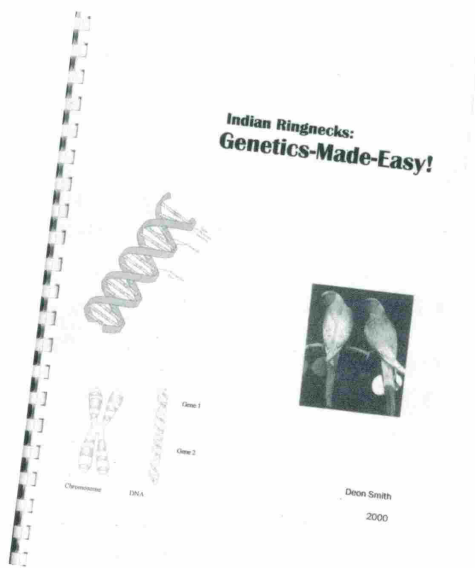 Indian Ringnecks:
Genetics-Made-Easy!
Gene 1
Gene 2
Chromosome
DNA
Deon Smith
2000